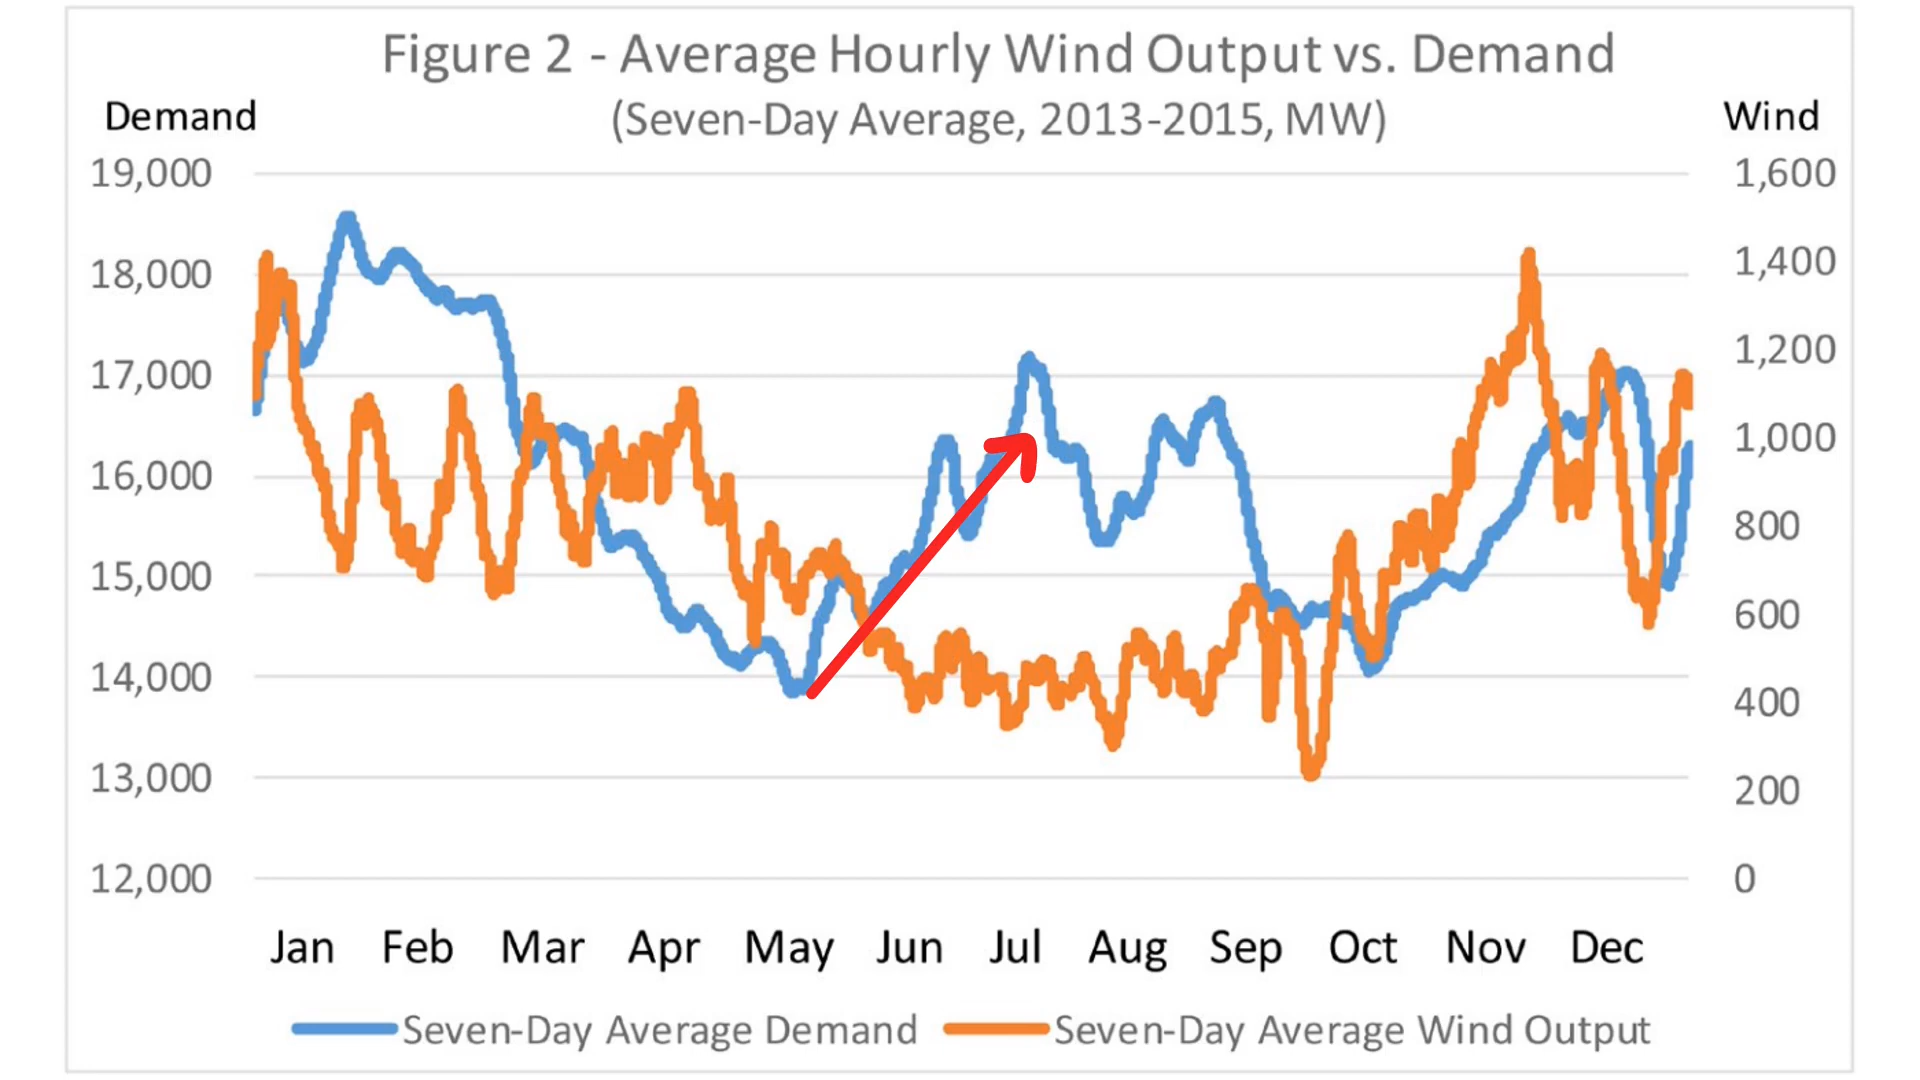 Figure 2 - Average Hourly Wind Output vs. Demand
(Seven-Day Average, 2013-2015, MW)
Demand
Wind
19,000
18,000
17,000
16,000
15,000
14,000
13,000
12,000
1,600
1,400
1,200
1,000
800
600
400
200
0
Jan Feb Mar Apr May Jun Jul Aug Sep Oct Nov Dec
Seven-Day Average Demand
Seven-Day Average Wind Output